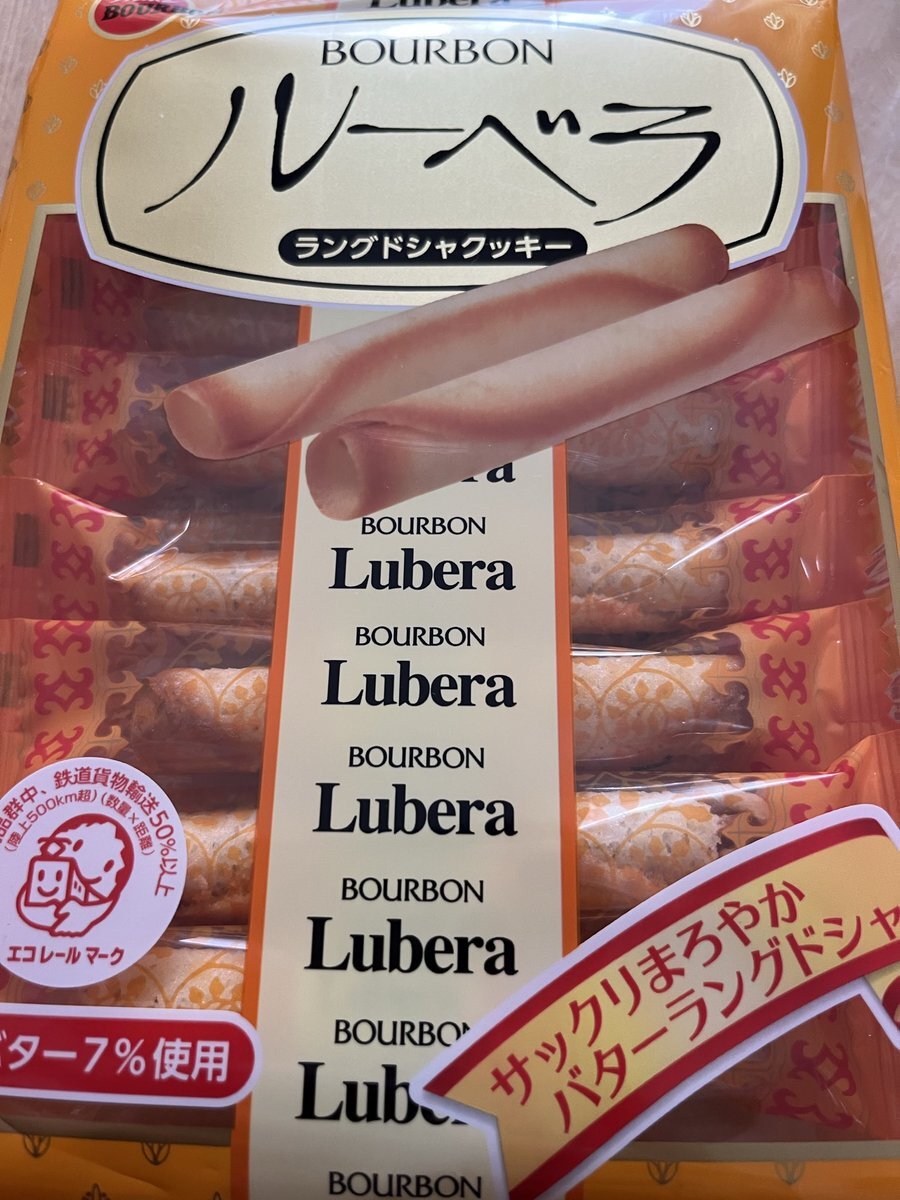 BOURBON
Lubera
BOURBON
ルーベラ
ラングドシャクッキー
BOURBON
Lubera
BOURBON
Lubera
BOURBON
Lubera
BOURBON
Lubera
BOURBON
BOURBON
品群中、鉄道貨物輸送50%以上
(陸上500km超)(数量×距離)
エコレールマーク
ター7%使用
サックリまろやか
バターラングドシャ